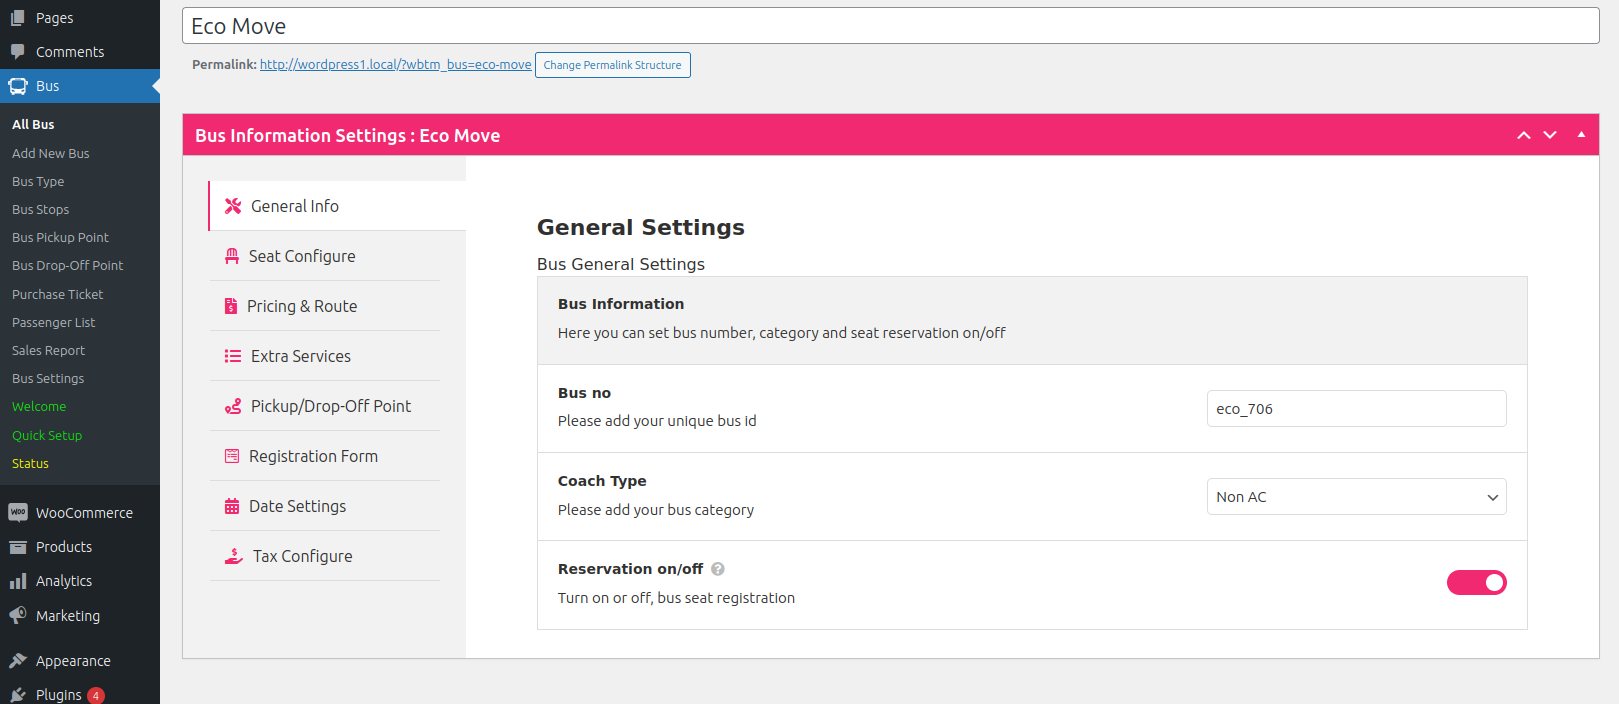 Pages
Comments
Bus
All Bus
Add New Bus
Bus Type
Bus Stops
Bus Pickup Point
Bus Drop-Off Point
Purchase Ticket
Passenger List
Sales Report
Bus Settings
Welcome
Quick Setup
Status
WooCommerce
Products
Analytics
Marketing
Appearance
Plugins 4
Eco Move
Permalink: http://wordpress1.local/?wbtm_bus=eco-move Change Permalink Structure
Bus Information Settings : Eco Move
General Info
Seat Configure
Pricing & Route
Extra Services
Pickup/Drop-Off Point
Registration Form
Date Settings
Tax Configure
General Settings
Bus General Settings
Bus Information
Here you can set bus number, category and seat reservation on/off
Bus no
Please add your unique bus id
eco_706
Coach Type
Please add your bus category
Non AC
Reservation on/off ?
Turn on or off, bus seat registration